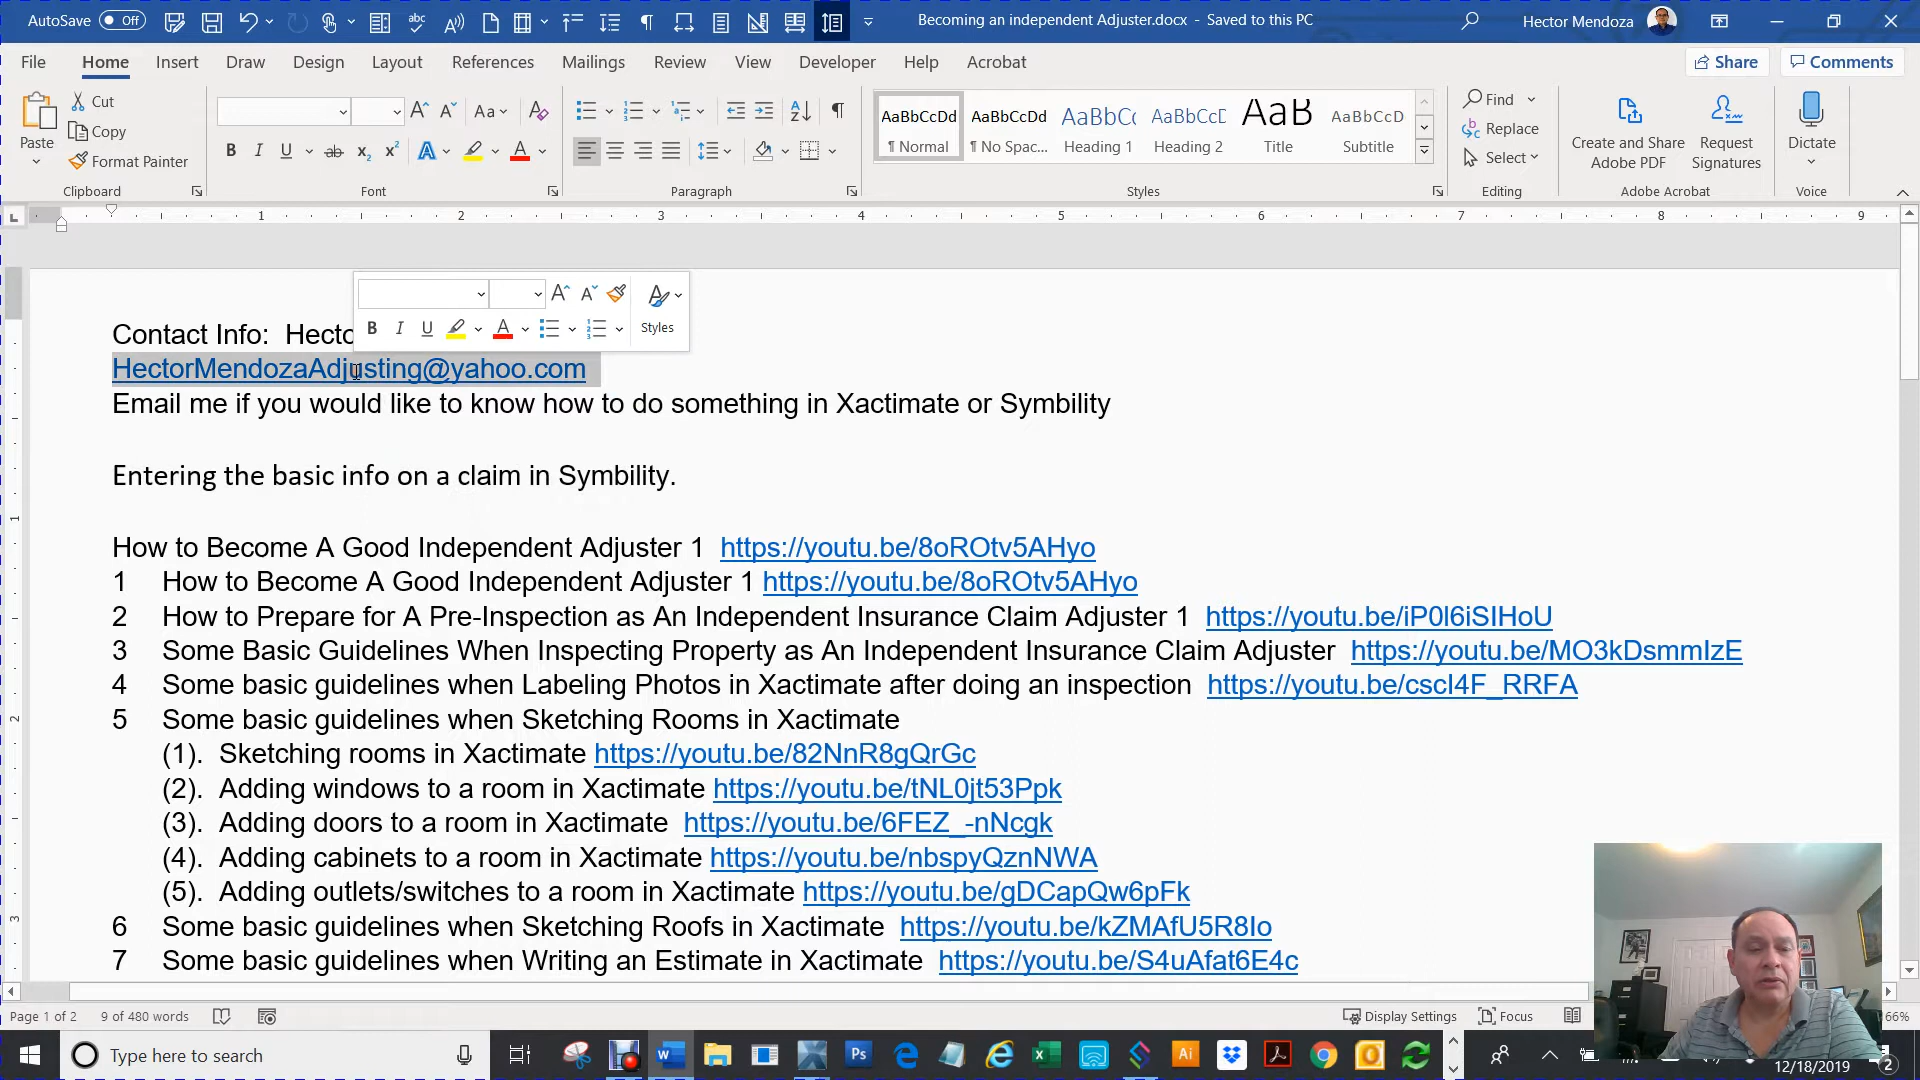 AutoSave Off
Becoming an independent Adjuster.docx - Saved to this PC
Hector Mendoza
File Home Insert Draw Design Layout References Mailings Review View Developer Help Acrobat
Share Comments
Paste
Cut
Copy
Format Painter
Clipboard
Font
Paragraph
AaBbCcDd AaBbCcDd AaBbC AaBbCcD AaB AaBbCcD
¶ Normal ¶ No Spac... Heading 1 Heading 2 Title Subtitle
Styles
Find
Replace
Select
Editing
Create and Share Adobe PDF
Request Signatures
Adobe Acrobat
Dictate
Voice
1 2 3 4 5 6 7 8 9
Styles
Contact Info: Hecto
HectorMendozaAdjusting@yahoo.com
Email me if you would like to know how to do something in Xactimate or Symbility
Entering the basic info on a claim in Symbility.
How to Become A Good Independent Adjuster 1 https://youtu.be/8oROtv5AHyo
1 How to Become A Good Independent Adjuster 1 https://youtu.be/8oROtv5AHyo
2 How to Prepare for A Pre-Inspection as An Independent Insurance Claim Adjuster 1 https://youtu.be/iP0l6iSIHoU
3 Some Basic Guidelines When Inspecting Property as An Independent Insurance Claim Adjuster https://youtu.be/MO3kDsmmIzE
4 Some basic guidelines when Labeling Photos in Xactimate after doing an inspection https://youtu.be/cscI4F_RRFA
5 Some basic guidelines when Sketching Rooms in Xactimate
(1). Sketching rooms in Xactimate https://youtu.be/82NnR8gQrGc
(2). Adding windows to a room in Xactimate https://youtu.be/tNL0jt53Ppk
(3). Adding doors to a room in Xactimate https://youtu.be/6FEZ_-nNcgk
(4). Adding cabinets to a room in Xactimate https://youtu.be/nbspyQznNWA
(5). Adding outlets/switches to a room in Xactimate https://youtu.be/gDCapQw6pFk
6 Some basic guidelines when Sketching Roofs in Xactimate https://youtu.be/kZMAfU5R8Io
7 Some basic guidelines when Writing an Estimate in Xactimate https://youtu.be/S4uAfat6E4c
Page 1 of 2 9 of 480 words
Display Settings Focus 66%
Type here to search
12/18/2019
2